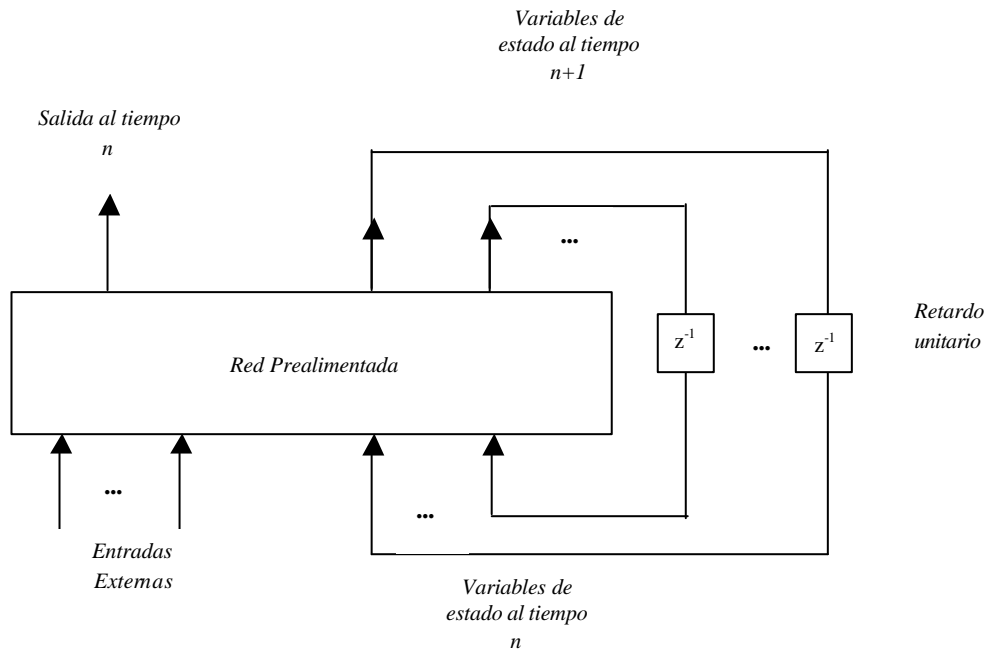 Variables de
estado al tiempo
n+1
Salida al tiempo
n
...
Retardo
unitario
z-1
...
z-1
Red Prealimentada
...
...
Entradas
Externas
Variables de
estado al tiempo
n